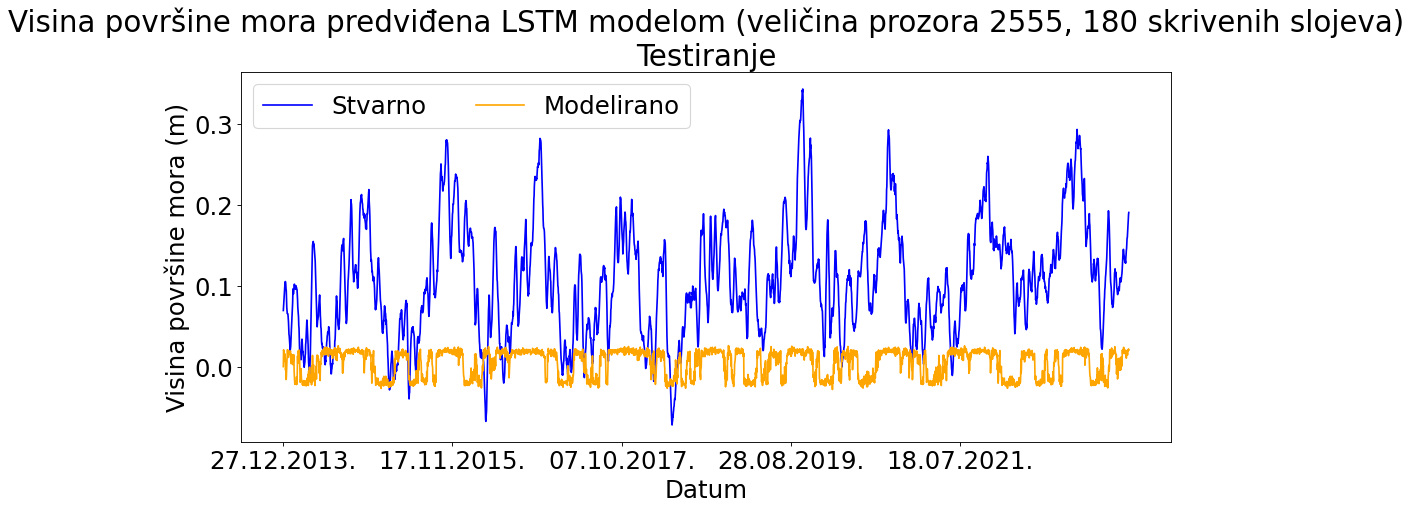 Visina površine mora predviđena LSTM modelom (veličina prozora 2555, 180 skrivenih slojeva)
Testiranje
Stvarno
Modelirano
Visina površine mora (m)
0.3
0.2
0.1
0.0
27.12.2013.
17.11.2015.
07.10.2017.
28.08.2019.
18.07.2021.
Datum